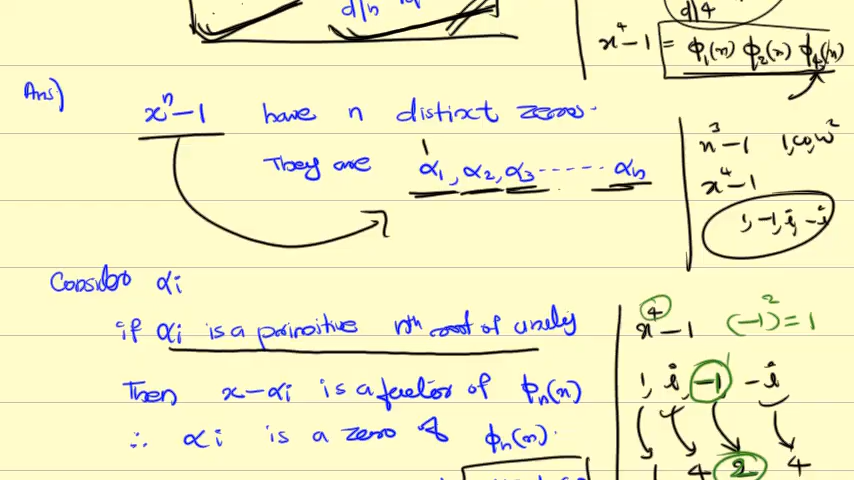 d/n
d/4
x⁴-1 = ϕ₁(x) ϕ₂(x) ϕ₄(x)
Ans)
xⁿ-1 have n distinct zeros.
They are α₁, α₂, α₃ ------ αₙ
x³-1 1, ω, ω²
x⁴-1
1, -1, i, -i
Consider αi
if αi is a primitive nth root of unity
Then x-αi is a factor of ϕₙ(x)
∴ αi is a zero of ϕₙ(x).
x⁴-1 (-1)² = 1
1, i, -1, -i
1 4 2 4